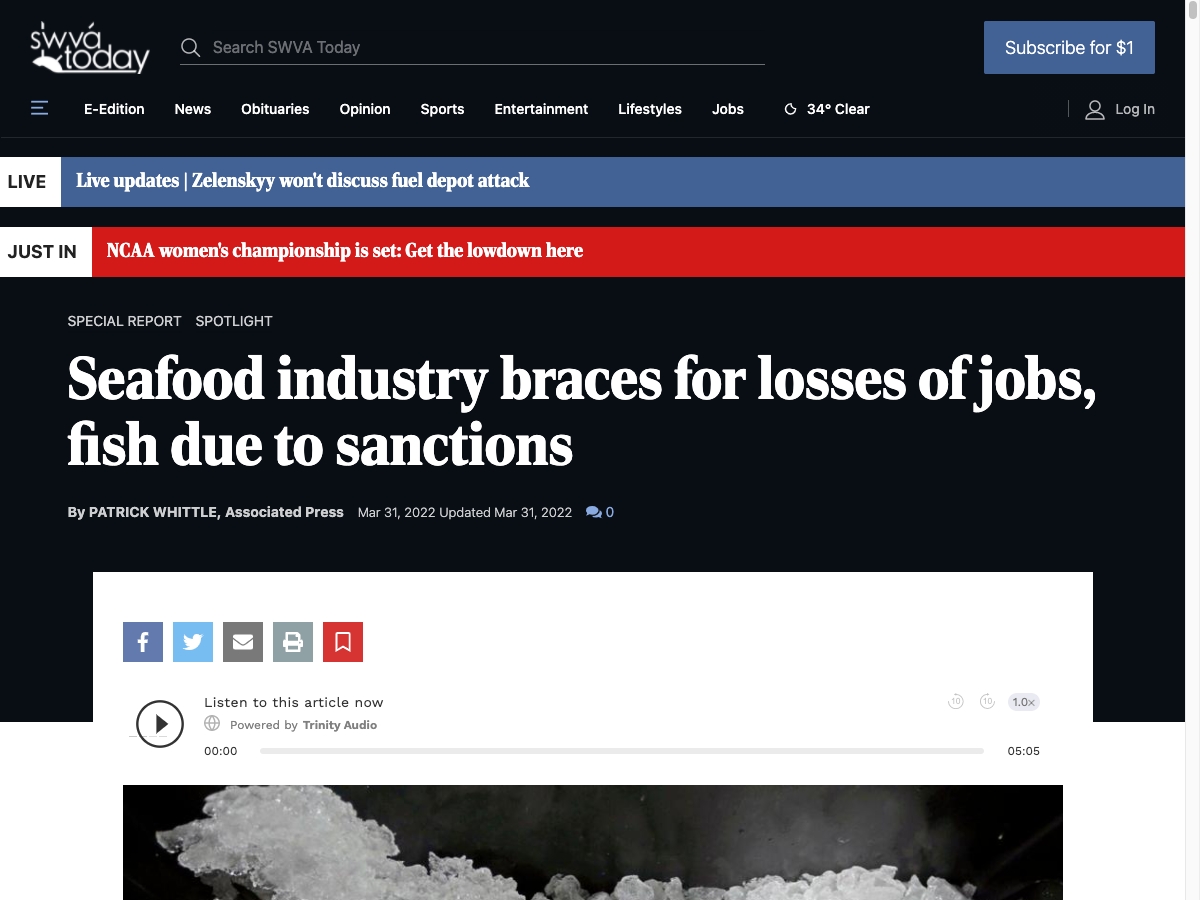 swva
today
Search SWVA Today
Subscribe for $1
E-Edition News Obituaries Opinion Sports Entertainment Lifestyles Jobs 34° Clear Log In
LIVE Live updates | Zelenskyy won't discuss fuel depot attack
JUST IN NCAA women's championship is set: Get the lowdown here
SPECIAL REPORT SPOTLIGHT
Seafood industry braces for losses of jobs,
fish due to sanctions
By PATRICK WHITTLE, Associated Press Mar 31, 2022 Updated Mar 31, 2022 0
Listen to this article now
10 10 1.0x
Powered by Trinity Audio
00:00 05:05